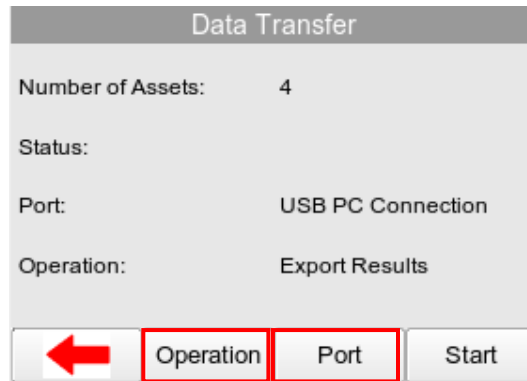 Data Transfer
Number of Assets: 4
Status:
Port: USB PC Connection
Operation: Export Results
Operation Port Start